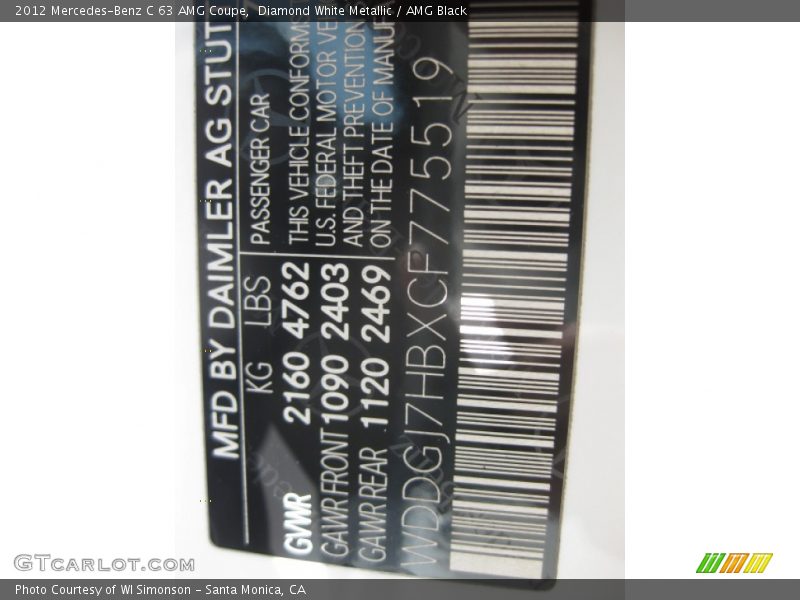 2012 Mercedes-Benz C 63 AMG Coupe,  Diamond White Metallic / AMG Black
MFD BY DAIMLER AG STUT
KG LBS PASSENGER CAR
GVWR 2160 4762 THIS VEHICLE CONFORMS
GAWR FRONT 1090 2403 U.S. FEDERAL MOTOR VE
GAWR REAR 1120 2469 AND THEFT PREVENTION
ON THE DATE OF MANUF
WDDGJ7HBXCF775519
GTcarlot.com
Photo Courtesy of WI Simonson - Santa Monica, CA